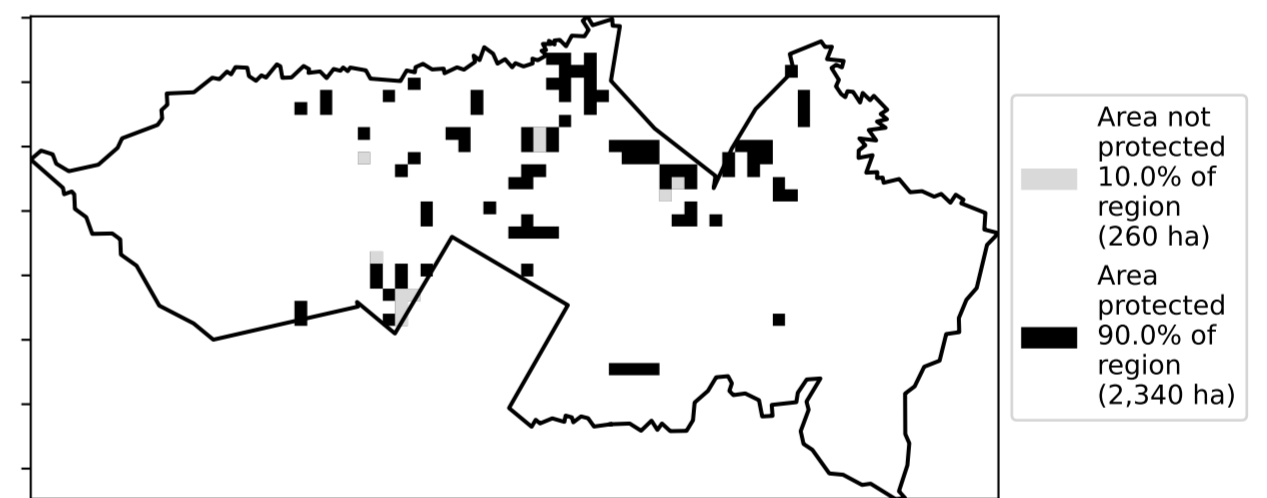 Area not
protected
10.0% of
region
(260 ha)
Area
protected
90.0% of
region
(2,340 ha)